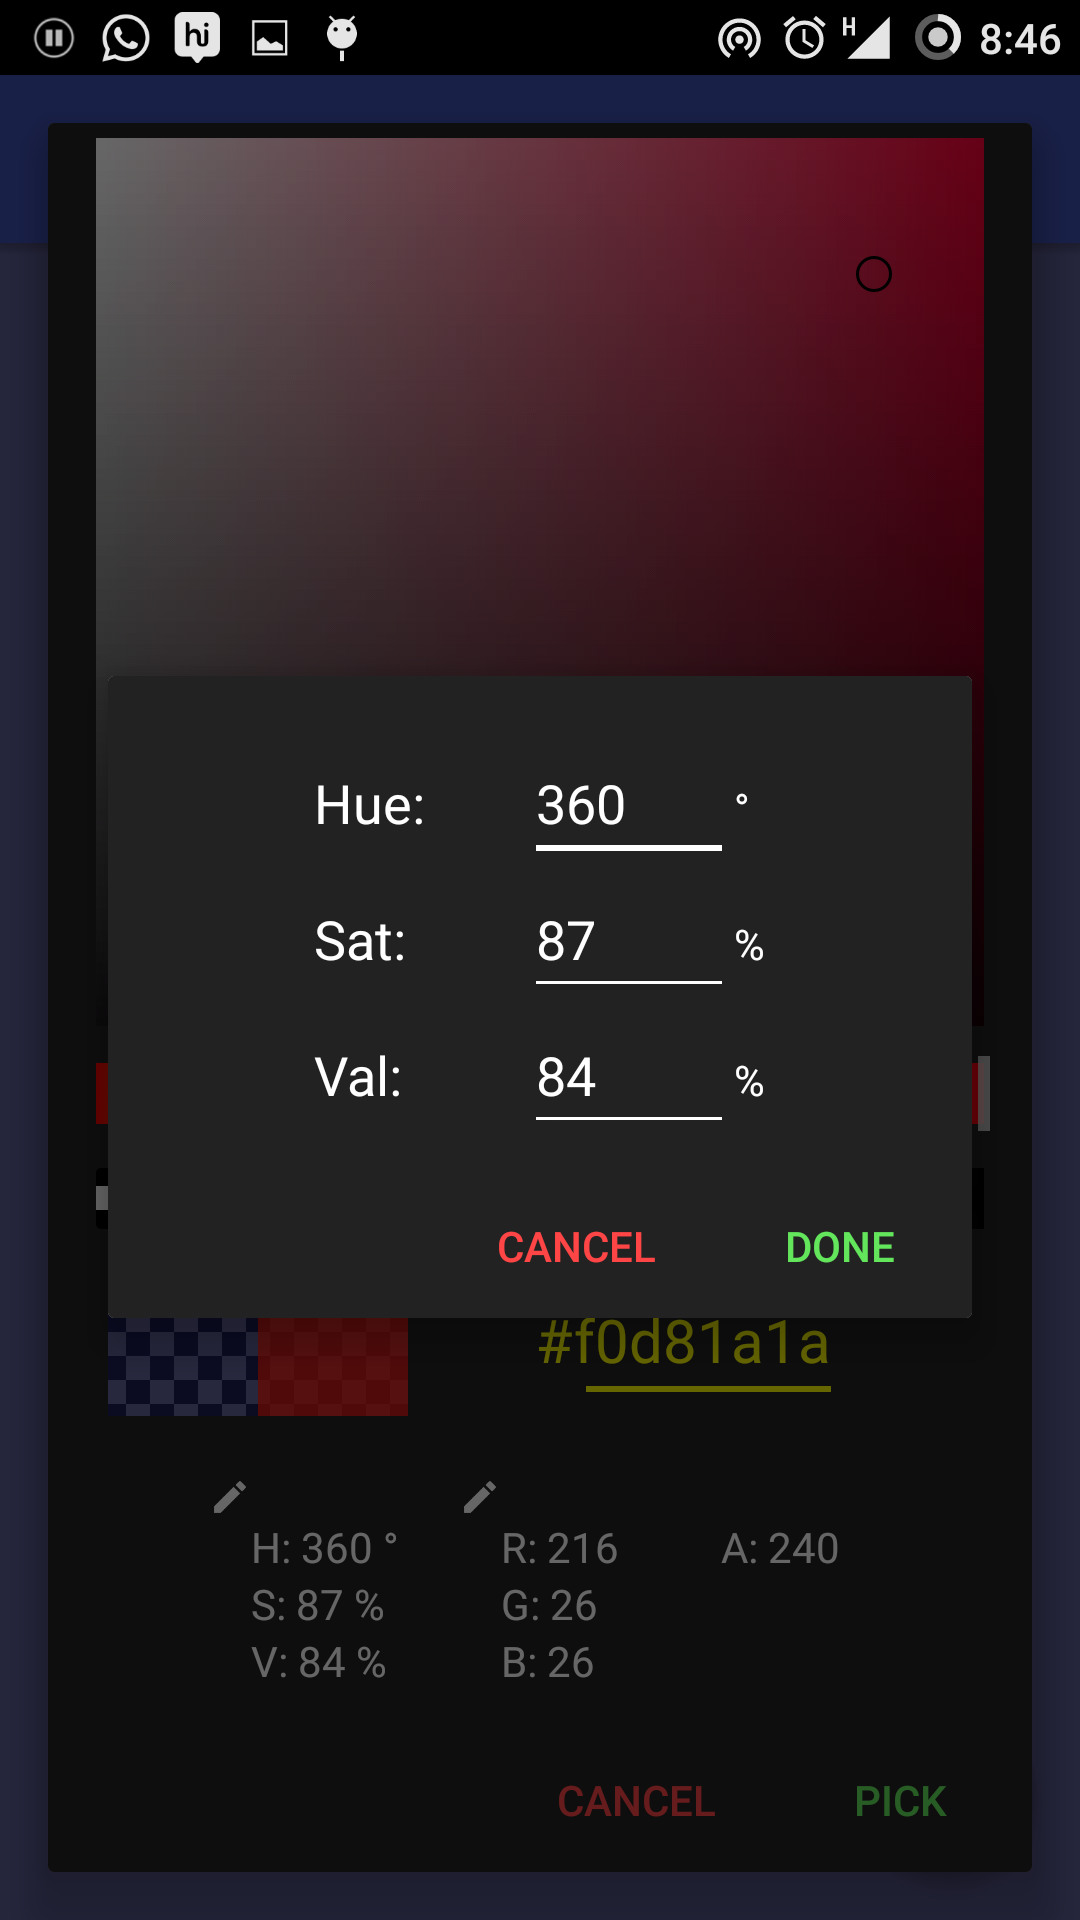 hi H 8:46
Hue: 360 °
Sat: 87 %
Val: 84 %
CANCEL DONE
#f0d81a1a
H: 360 ° R: 216 A: 240
S: 87 % G: 26
V: 84 % B: 26
CANCEL PICK